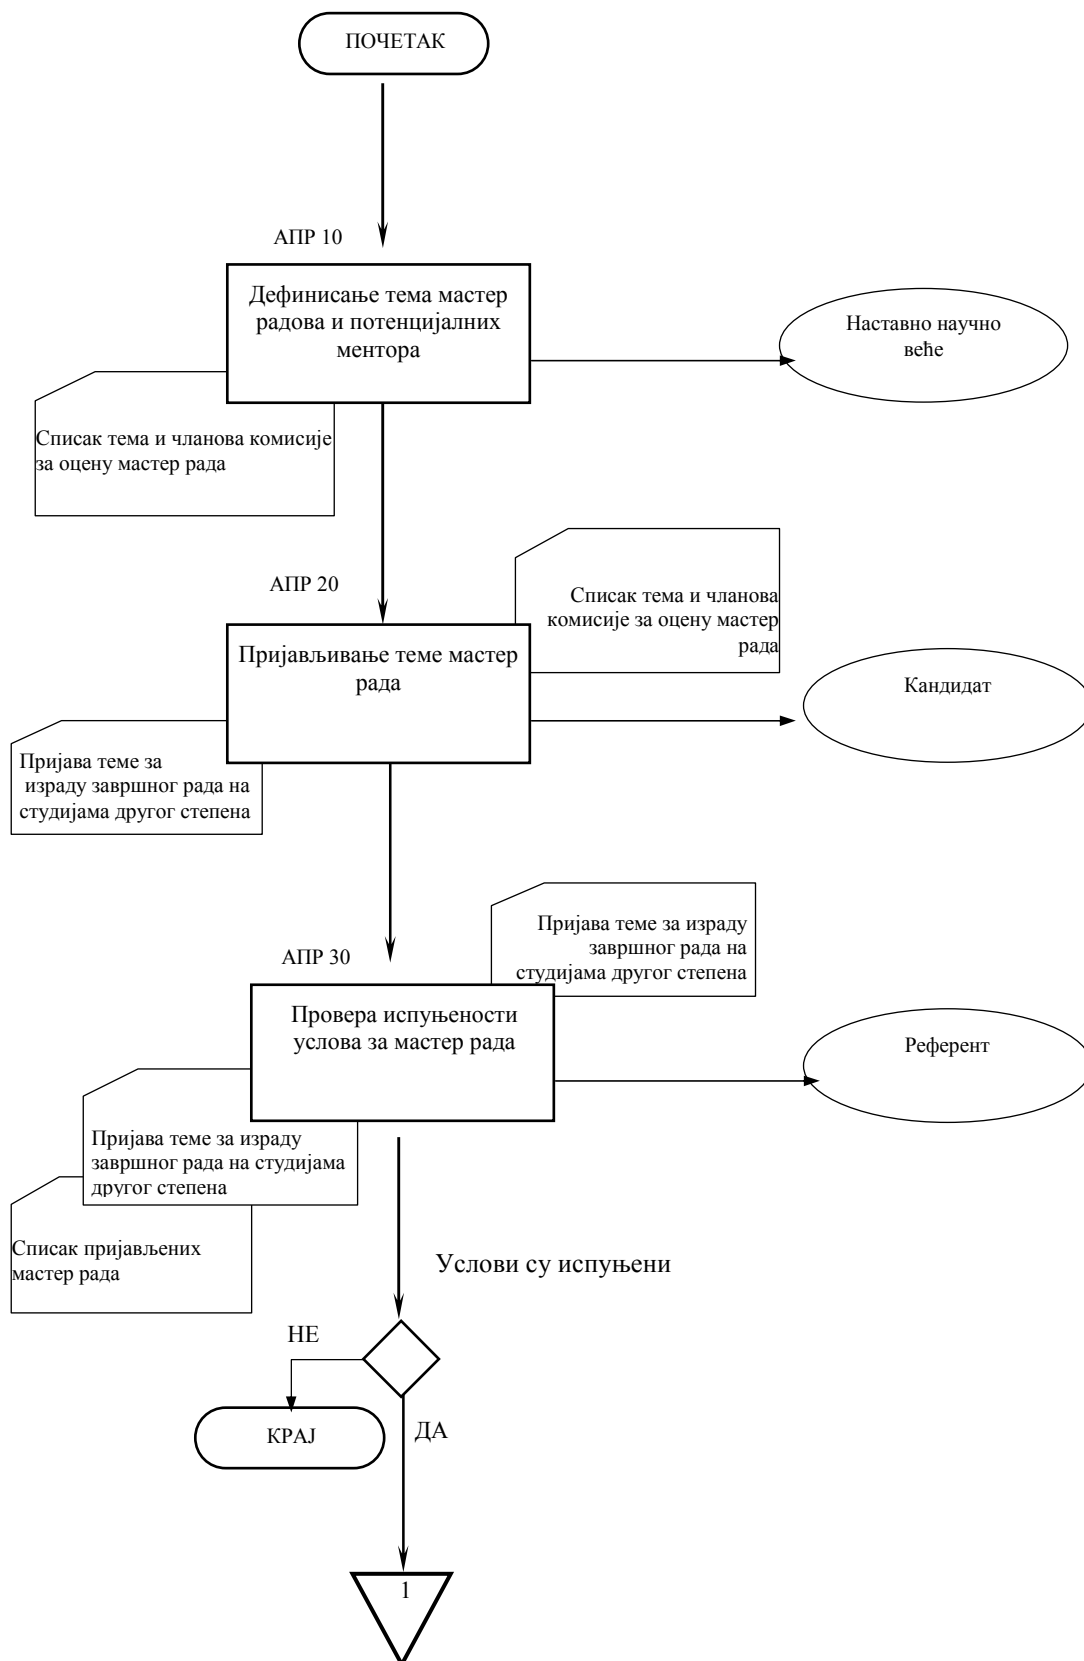 ПОЧЕТАК
АПР 10
Дефинисање тема мастер
радова и потенцијалних
ментора
Наставно научно
веће
Списак тема и чланова комисије
за оцену мастер рада
АПР 20
Списак тема и чланова
комисије за оцену мастер
рада
Пријављивање теме мастер
рада
Кандидат
Пријава теме за
израду завршног рада на
студијама другог степена
АПР 30
Пријава теме за израду
завршног рада на
студијама другог степена
Провера испуњености
услова за мастер рада
Референт
Пријава теме за израду
завршног рада на студијама
другог степена
Списак пријављених
мастер рада
Услови су испуњени
НЕ
КРАЈ
ДА
1